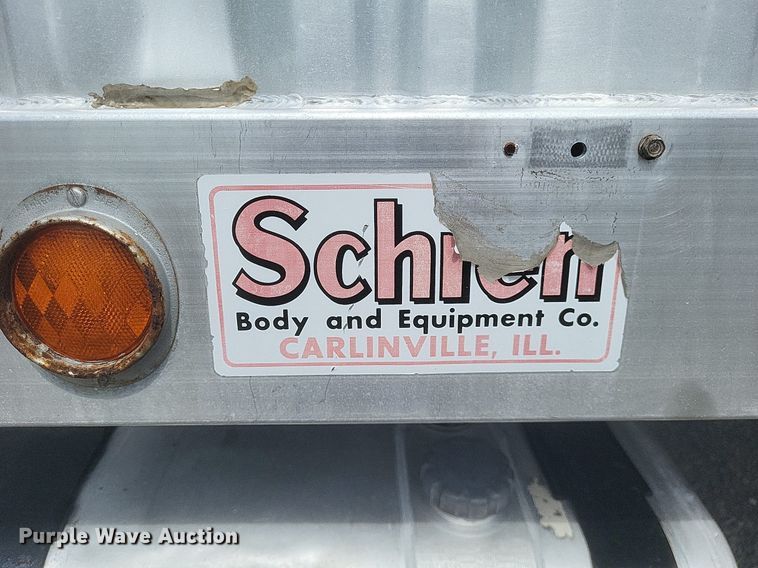 Schien
Body and Equipment Co.
CARLINVILLE, ILL.
Purple Wave Auction